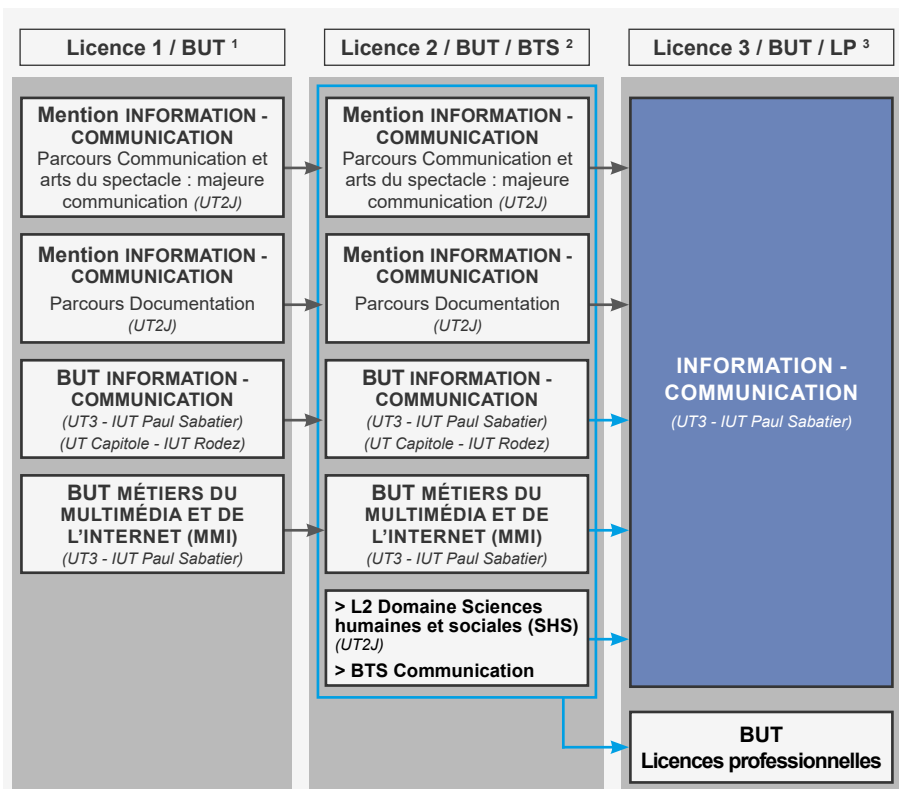 Licence 1 / BUT ¹
Mention INFORMATION -
COMMUNICATION
Parcours Communication et
arts du spectacle : majeure
communication (UT2J)
Mention INFORMATION -
COMMUNICATION
Parcours Documentation
(UT2J)
BUT INFORMATION -
COMMUNICATION
(UT3 - IUT Paul Sabatier)
(UT Capitole - IUT Rodez)
BUT MÉTIERS DU
MULTIMÉDIA ET DE
L'INTERNET (MMI)
(UT3 - IUT Paul Sabatier)
Licence 2 / BUT / BTS ²
Mention INFORMATION -
COMMUNICATION
Parcours Communication et
arts du spectacle : majeure
communication (UT2J)
Mention INFORMATION -
COMMUNICATION
Parcours Documentation
(UT2J)
BUT INFORMATION -
COMMUNICATION
(UT3 - IUT Paul Sabatier)
(UT Capitole - IUT Rodez)
BUT MÉTIERS DU
MULTIMÉDIA ET DE
L'INTERNET (MMI)
(UT3 - IUT Paul Sabatier)
> L2 Domaine Sciences
humaines et sociales (SHS)
(UT2J)
> BTS Communication
Licence 3 / BUT / LP ³
INFORMATION -
COMMUNICATION
(UT3 - IUT Paul Sabatier)
BUT
Licences professionnelles